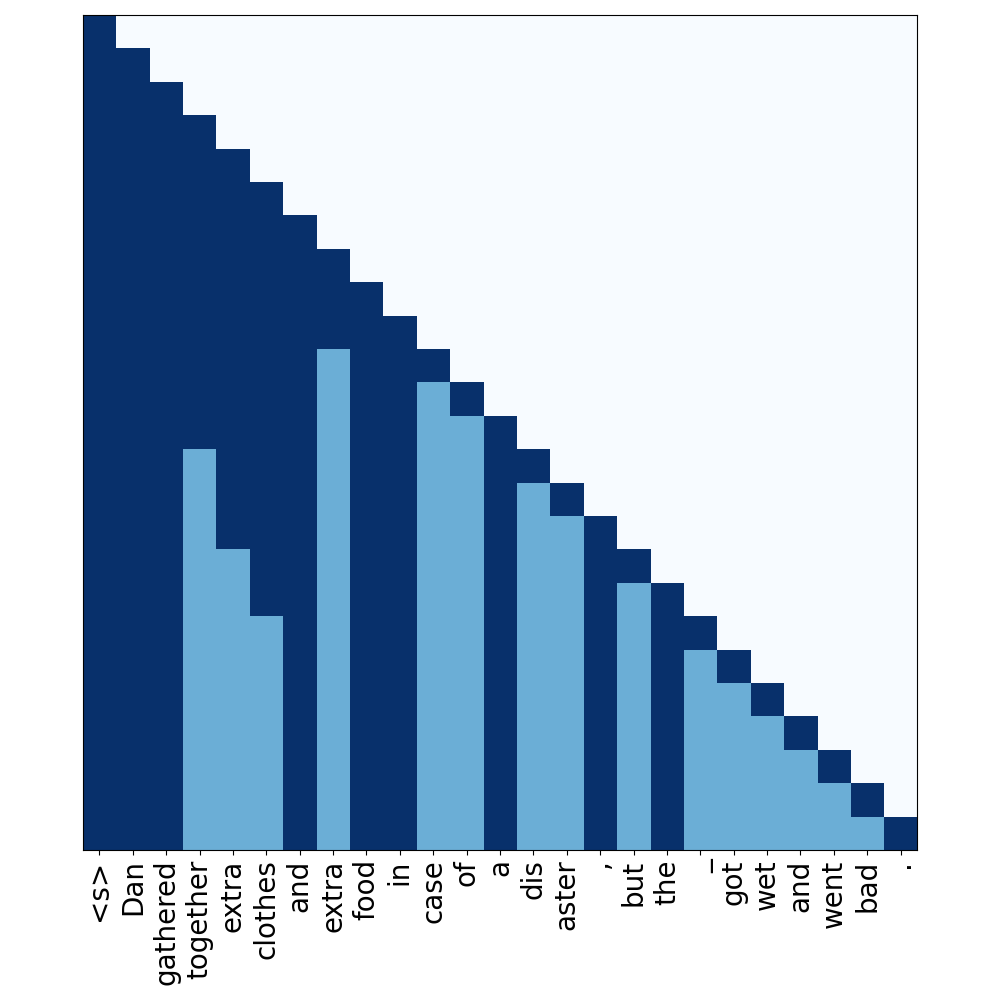 <s> Dan gathered together extra clothes and extra food in case of a dis aster , but the _ got wet and went bad .